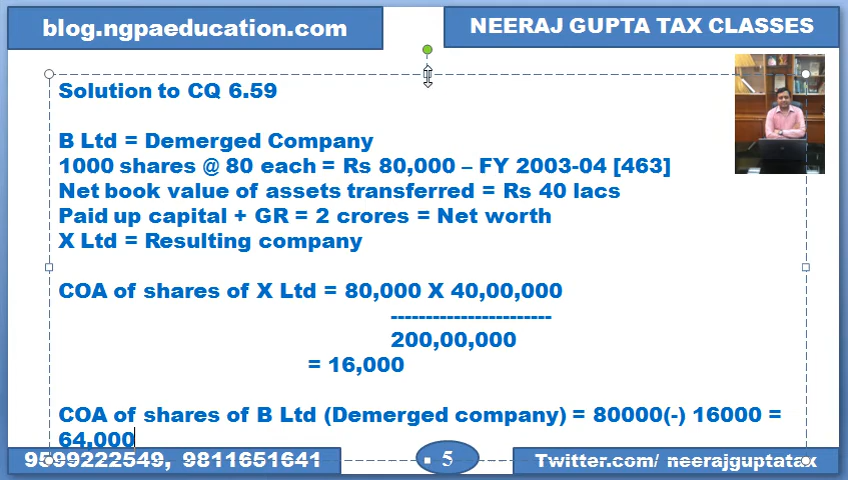 blog.ngpaeducation.com
NEERAJ GUPTA TAX CLASSES
Solution to CQ 6.59
B Ltd = Demerged Company
1000 shares @ 80 each = Rs 80,000 – FY 2003-04 [463]
Net book value of assets transferred = Rs 40 lacs
Paid up capital + GR = 2 crores = Net worth
X Ltd = Resulting company
COA of shares of X Ltd = 80,000 X 40,00,000
-----------------------
200,00,000
= 16,000
COA of shares of B Ltd (Demerged company) = 80000(-) 16000 =
64,000
9599222549, 9811651641
5
Twitter.com/ neerajguptatax